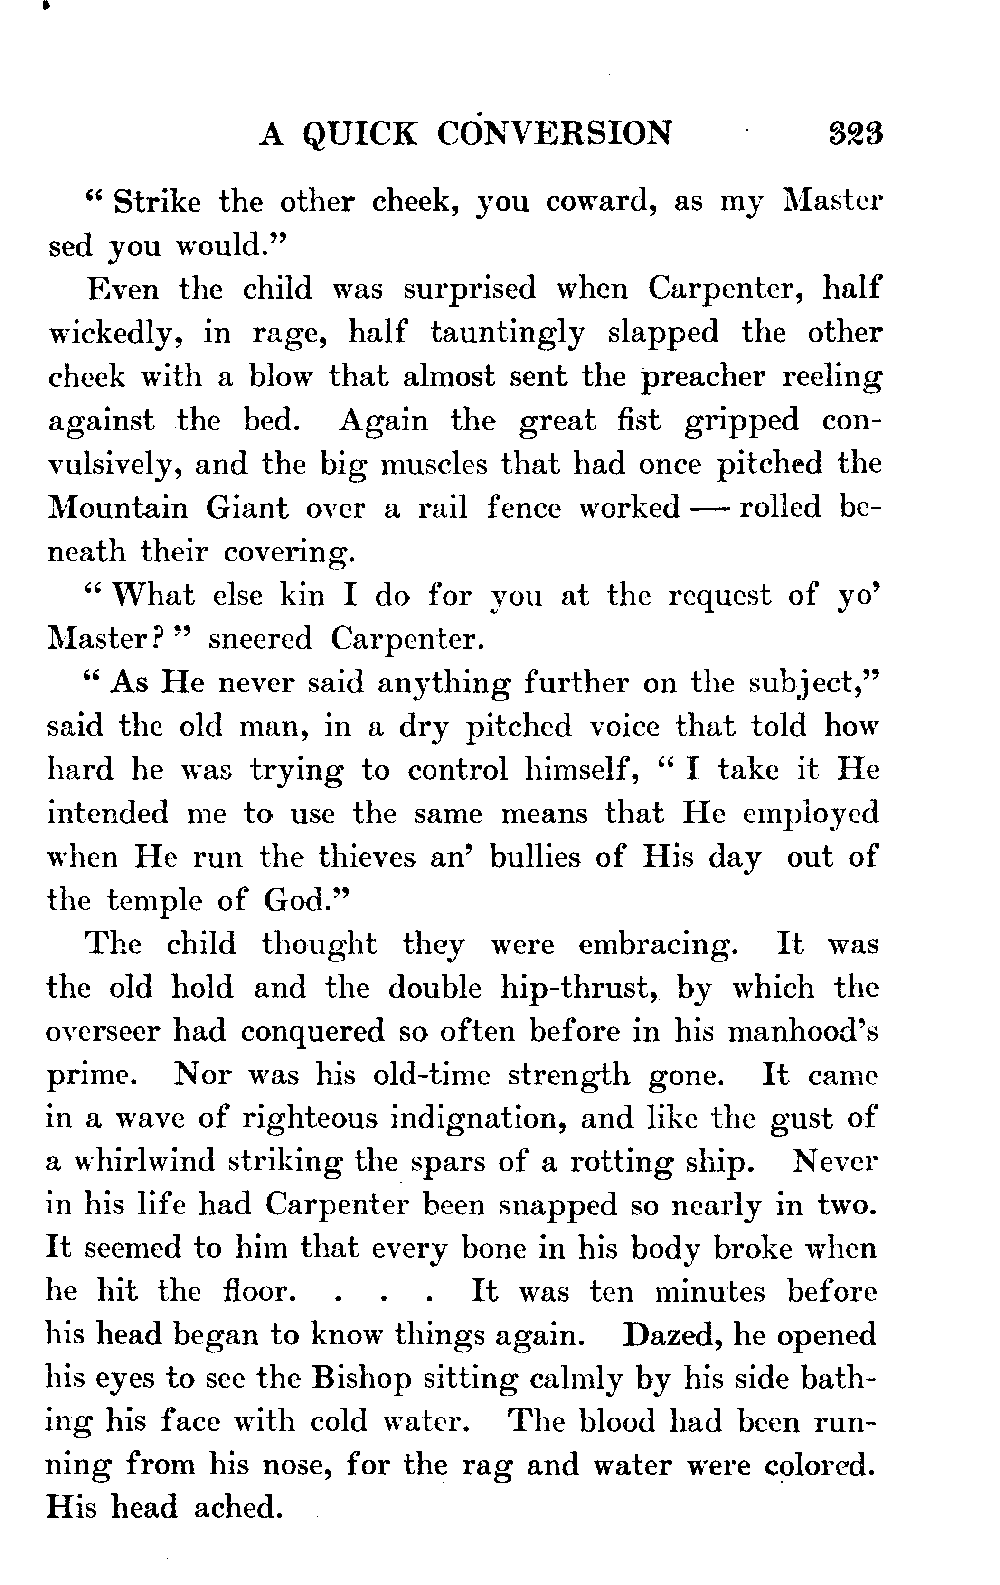 A QUICK CONVERSION 323
“ Strike the other cheek, you coward, as my Master
sed you would.”
Even the child was surprised when Carpenter, half
wickedly, in rage, half tauntingly slapped the other
cheek with a blow that almost sent the preacher reeling
against the bed. Again the great fist gripped con-
vulsively, and the big muscles that had once pitched the
Mountain Giant over a rail fence worked — rolled be-
neath their covering.
“ What else kin I do for you at the request of yo’
Master? ” sneered Carpenter.
“ As He never said anything further on the subject,”
said the old man, in a dry pitched voice that told how
hard he was trying to control himself, “ I take it He
intended me to use the same means that He employed
when He run the thieves an’ bullies of His day out of
the temple of God.”
The child thought they were embracing. It was
the old hold and the double hip-thrust, by which the
overseer had conquered so often before in his manhood’s
prime. Nor was his old-time strength gone. It came
in a wave of righteous indignation, and like the gust of
a whirlwind striking the spars of a rotting ship. Never
in his life had Carpenter been snapped so nearly in two.
It seemed to him that every bone in his body broke when
he hit the floor. . . . It was ten minutes before
his head began to know things again. Dazed, he opened
his eyes to see the Bishop sitting calmly by his side bath-
ing his face with cold water. The blood had been run-
ning from his nose, for the rag and water were colored.
His head ached.